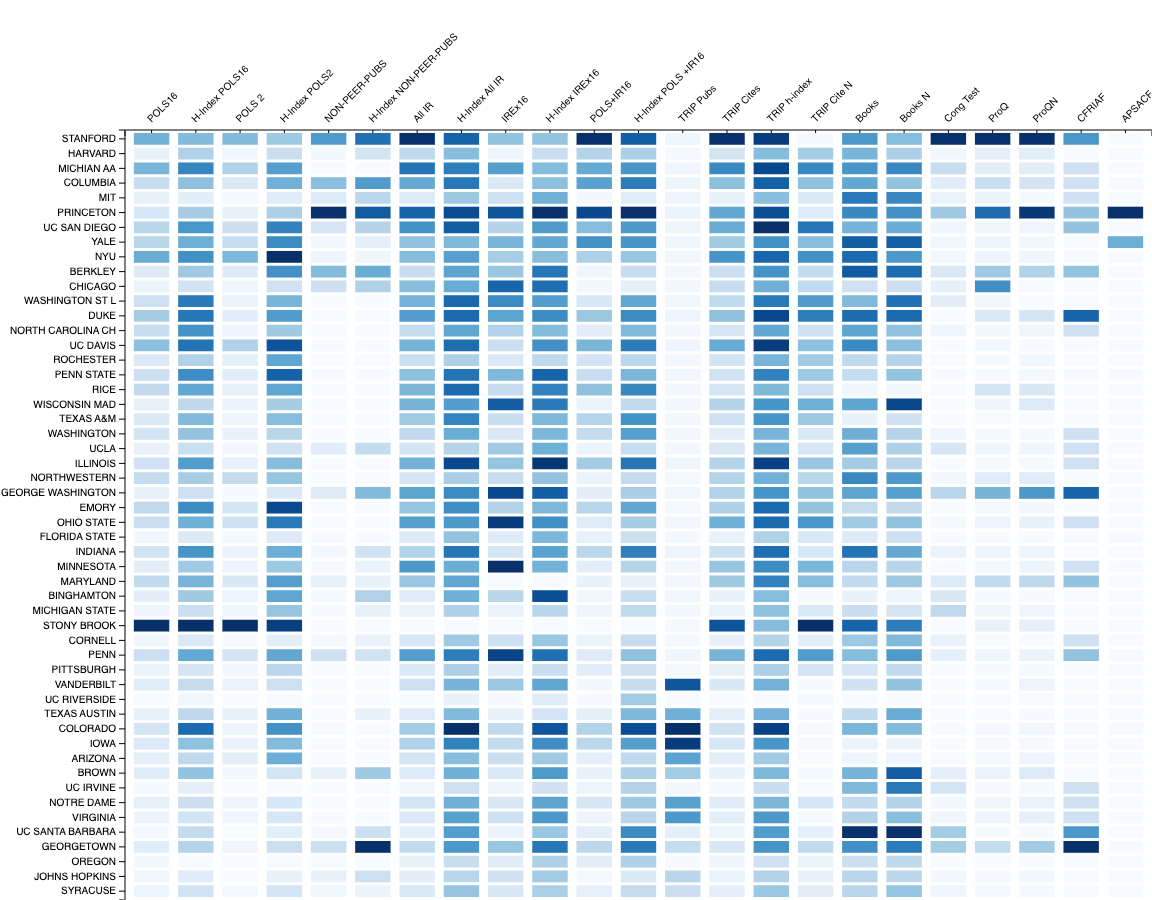 POLS16
H-Index POLS16
POLS 2
H-Index POLS2
NON-PEER-PUBS
H-Index NON-PEER-PUBS
All IR
H-Index All IR
IREx16
H-Index IREx16
POLS+IR16
H-Index POLS +IR16
TRIP Pubs
TRIP Cites
TRIP h-index
TRIP Cite N
Books
Books N
Cong Test
ProQ
ProQN
CFRIAF
APSACF
STANFORD
HARVARD
MICHIAN AA
COLUMBIA
MIT
PRINCETON
UC SAN DIEGO
YALE
NYU
BERKLEY
CHICAGO
WASHINGTON ST L
DUKE
NORTH CAROLINA CH
UC DAVIS
ROCHESTER
PENN STATE
RICE
WISCONSIN MAD
TEXAS A&M
WASHINGTON
UCLA
ILLINOIS
NORTHWESTERN
GEORGE WASHINGTON
EMORY
OHIO STATE
FLORIDA STATE
INDIANA
MINNESOTA
MARYLAND
BINGHAMTON
MICHIGAN STATE
STONY BROOK
CORNELL
PENN
PITTSBURGH
VANDERBILT
UC RIVERSIDE
TEXAS AUSTIN
COLORADO
IOWA
ARIZONA
BROWN
UC IRVINE
NOTRE DAME
VIRGINIA
UC SANTA BARBARA
GEORGETOWN
OREGON
JOHNS HOPKINS
SYRACUSE